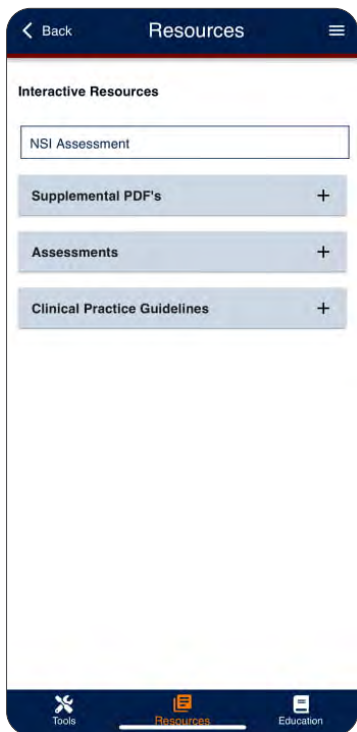 Back
Resources
Interactive Resources
NSI Assessment
Supplemental PDF's
Assessments
Clinical Practice Guidelines
Tools
Resources
Education